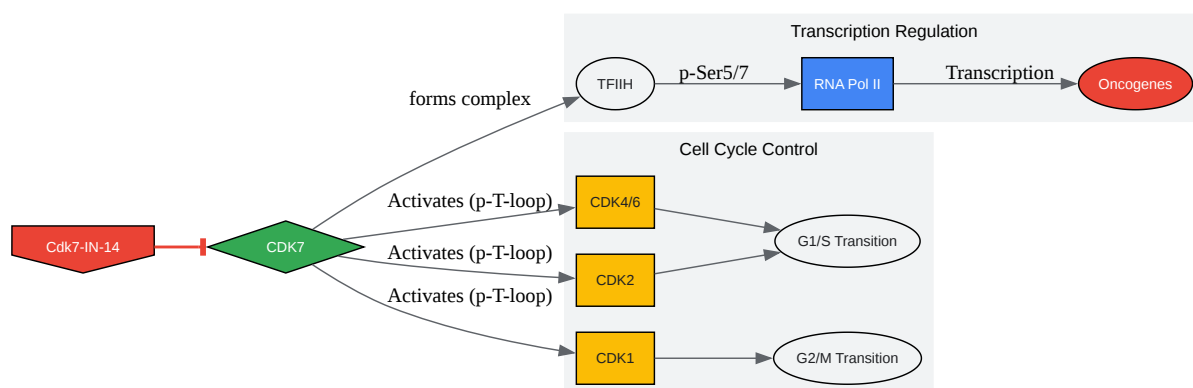 Transcription Regulation
TFIIH
p-Ser5/7
RNA Pol II
Transcription
Oncogenes
forms complex
Cell Cycle Control
Activates (p-T-loop)
CDK4/6
Cdk7-IN-14
CDK7
G1/S Transition
Activates (p-T-loop)
CDK2
Activates (p-T-loop)
CDK1
G2/M Transition